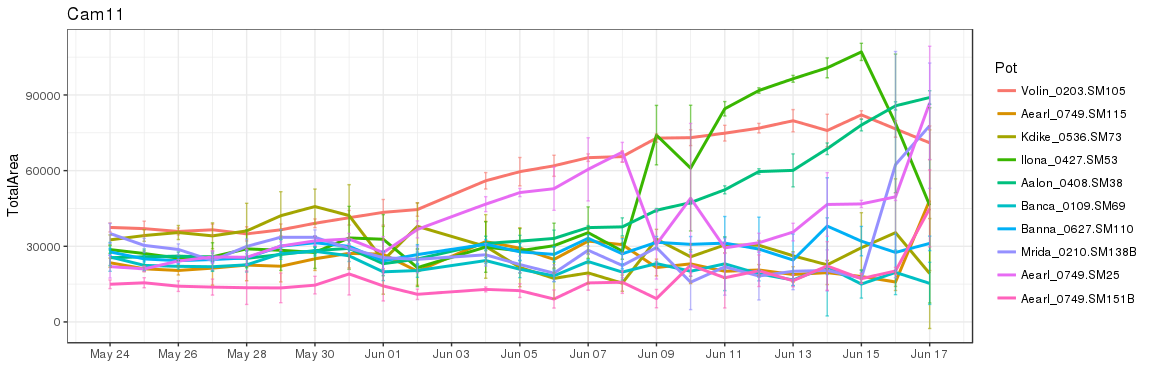 Cam11
TotalArea
90000
60000
30000
0
May 24 May 26 May 28 May 30 Jun 01 Jun 03 Jun 05 Jun 07 Jun 09 Jun 11 Jun 13 Jun 15 Jun 17
Pot
Volin_0203.SM105
Aearl_0749.SM115
Kdike_0536.SM73
Ilona_0427.SM53
Aalon_0408.SM38
Banca_0109.SM69
Banna_0627.SM110
Mrida_0210.SM138B
Aearl_0749.SM25
Aearl_0749.SM151B